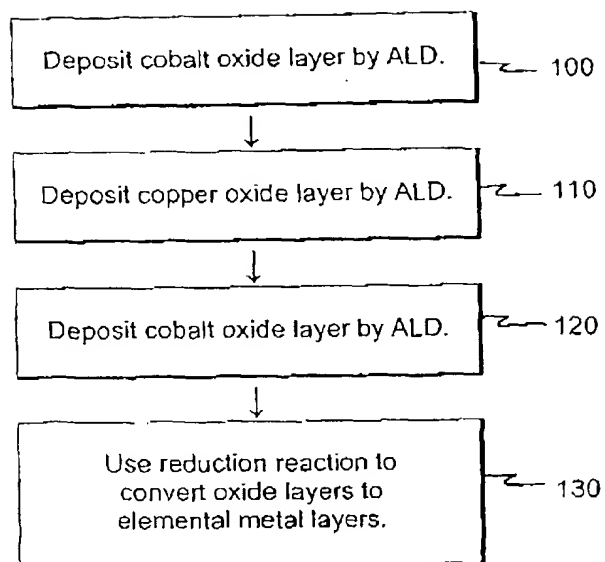 Deposit cobalt oxide layer by ALD.
100
Deposit copper oxide layer by ALD.
110
Deposit cobalt oxide layer by ALD.
120
Use reduction reaction to
convert oxide layers to
elemental metal layers.
130